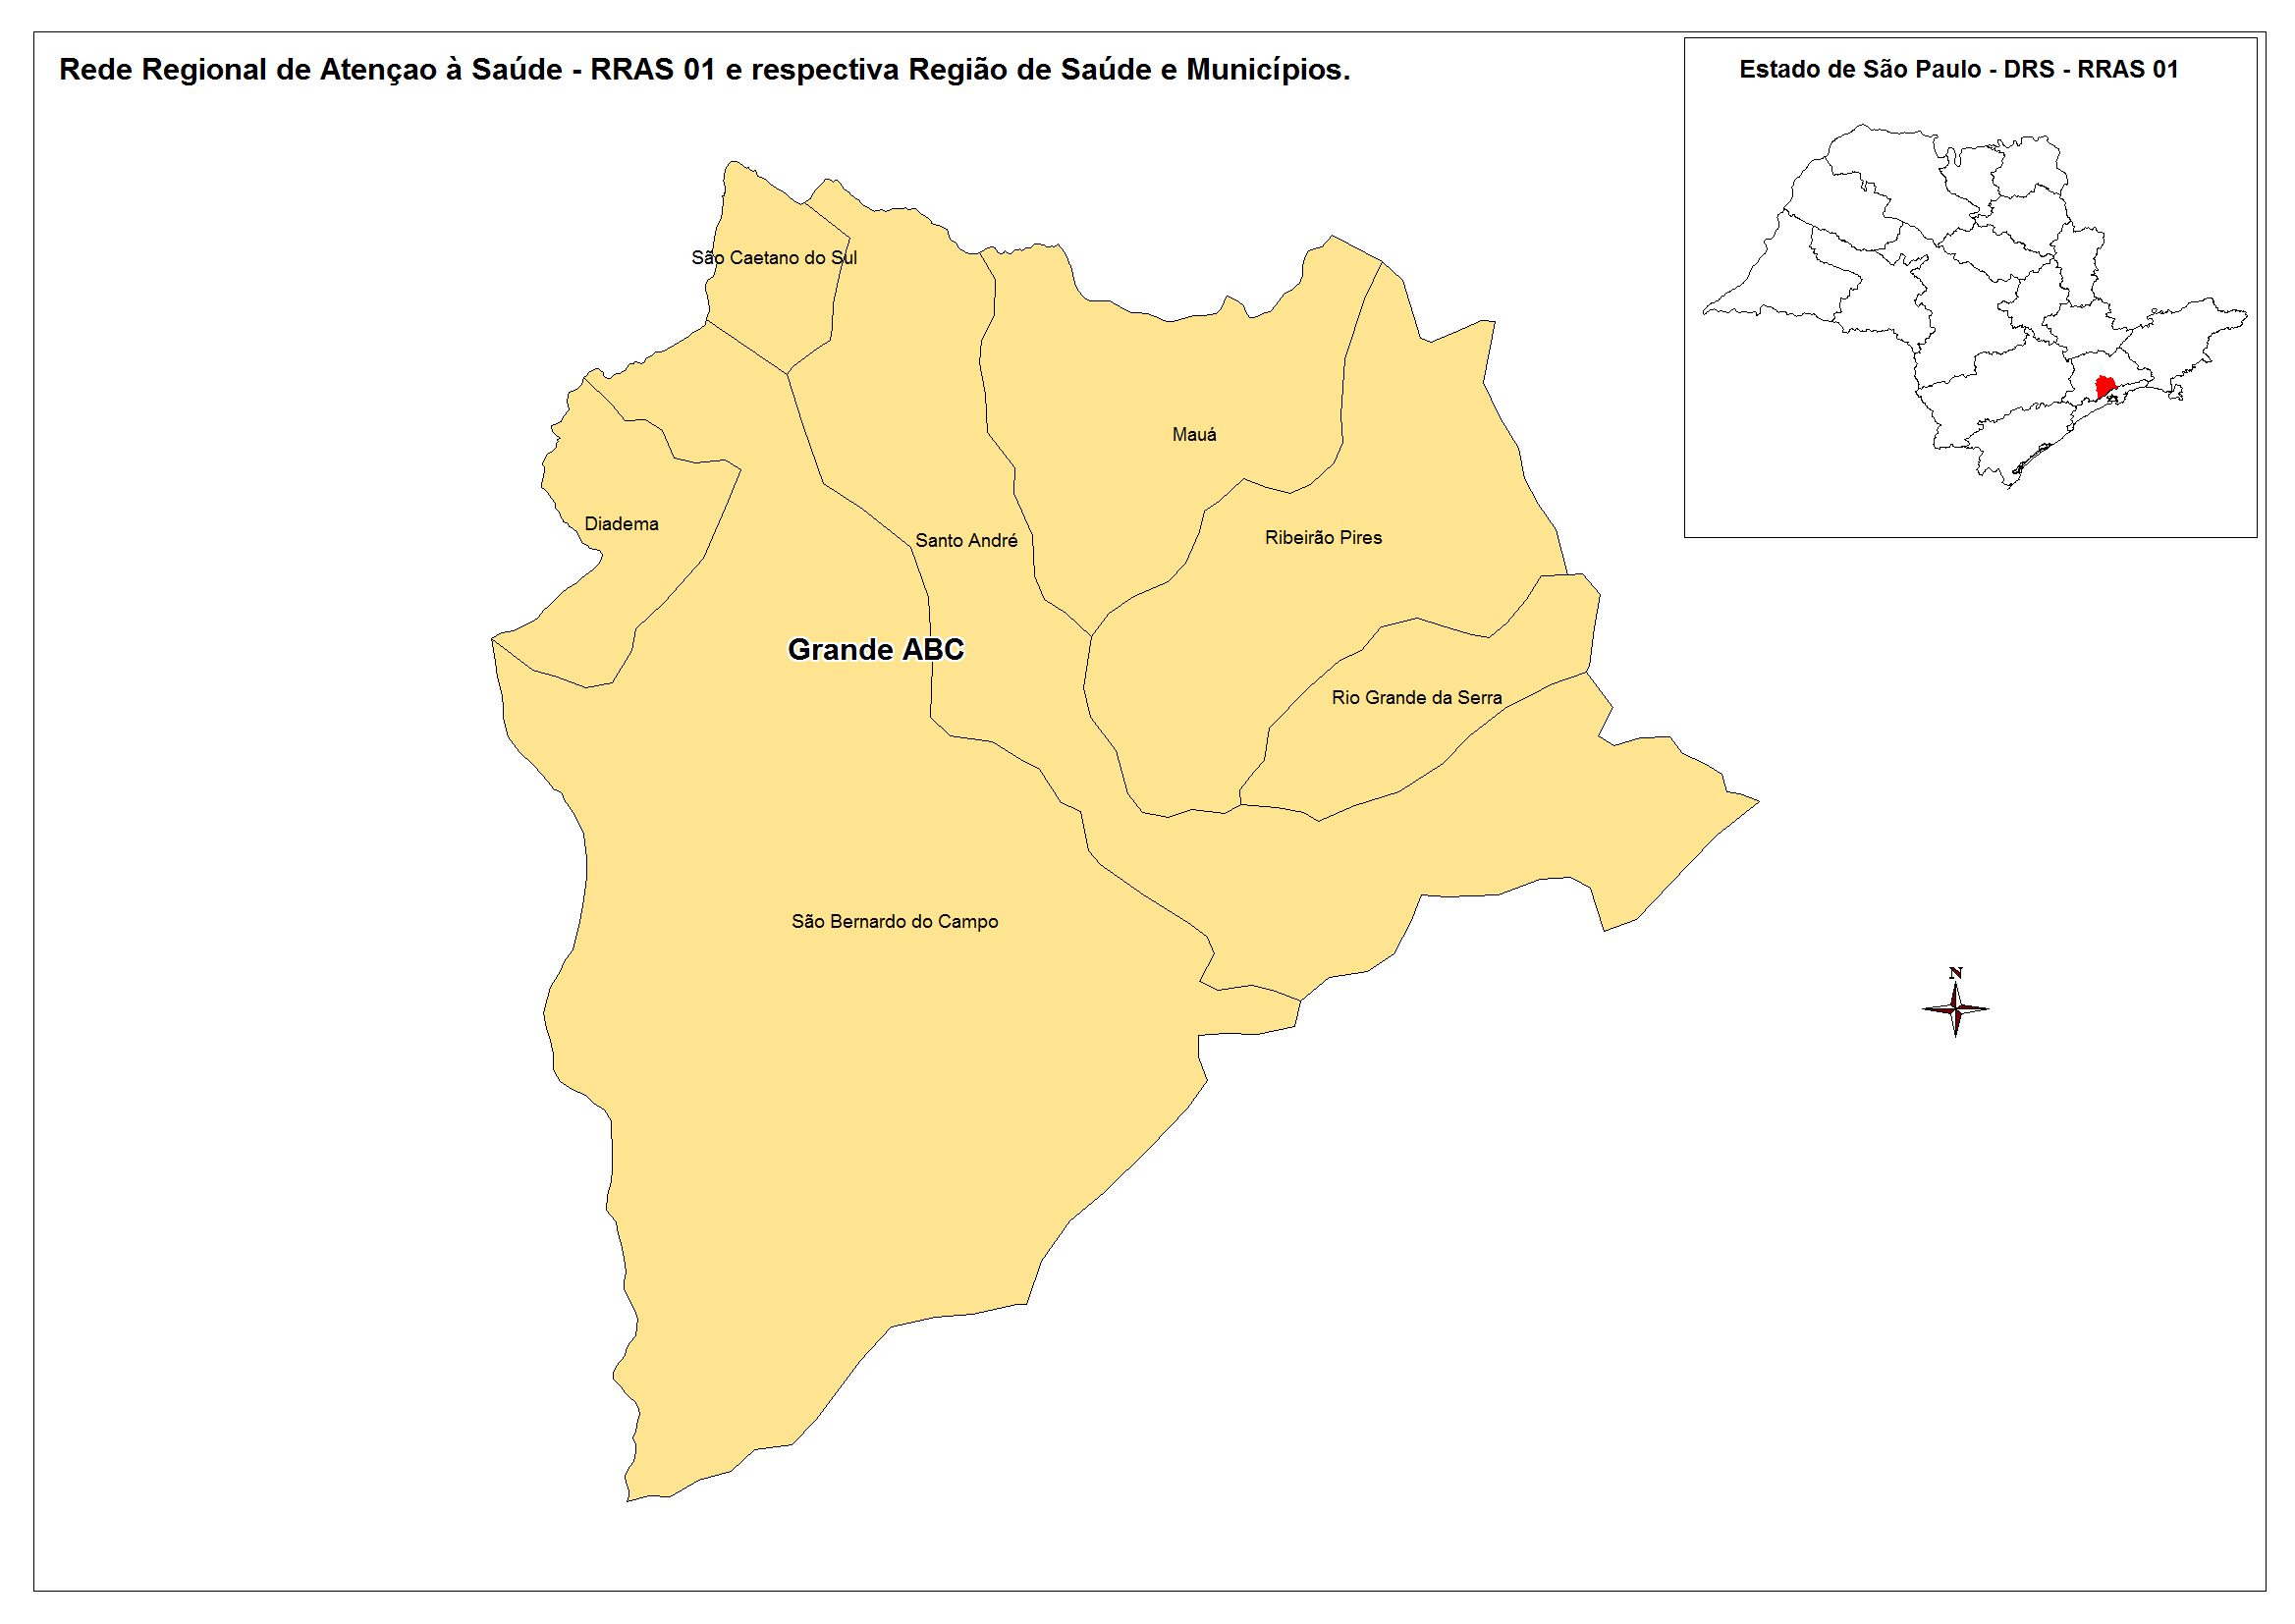 Rede Regional de Atençao à Saúde - RRAS 01 e respectiva Região de Saúde e Municípios.
Estado de São Paulo - DRS - RRAS 01
São Caetano do Sul
Mauá
Diadema
Santo André
Ribeirão Pires
Grande ABC
Rio Grande da Serra
São Bernardo do Campo
N